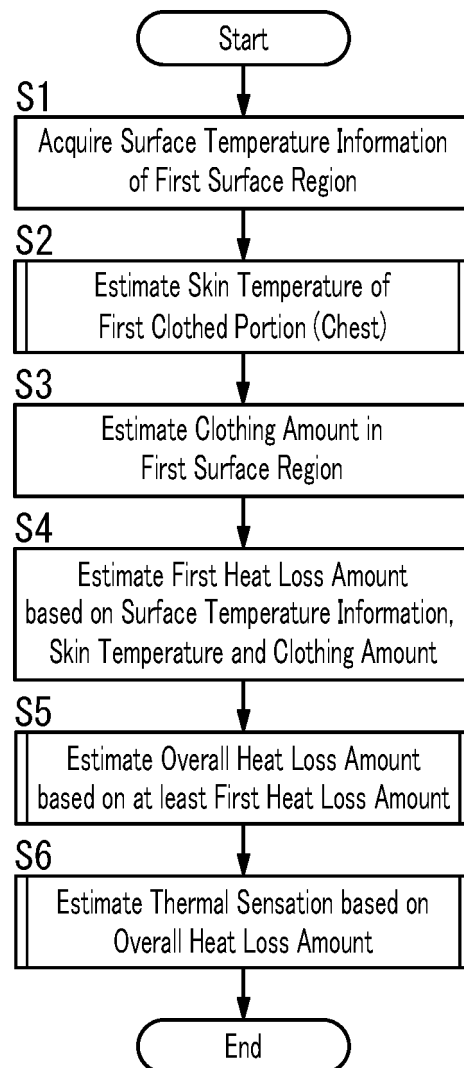 Start
S1
Acquire Surface Temperature Information
of First Surface Region
S2
Estimate Skin Temperature of
First Clothed Portion (Chest)
S3
Estimate Clothing Amount in
First Surface Region
S4
Estimate First Heat Loss Amount
based on Surface Temperature Information,
Skin Temperature and Clothing Amount
S5
Estimate Overall Heat Loss Amount
based on at least First Heat Loss Amount
S6
Estimate Thermal Sensation based on
Overall Heat Loss Amount
End